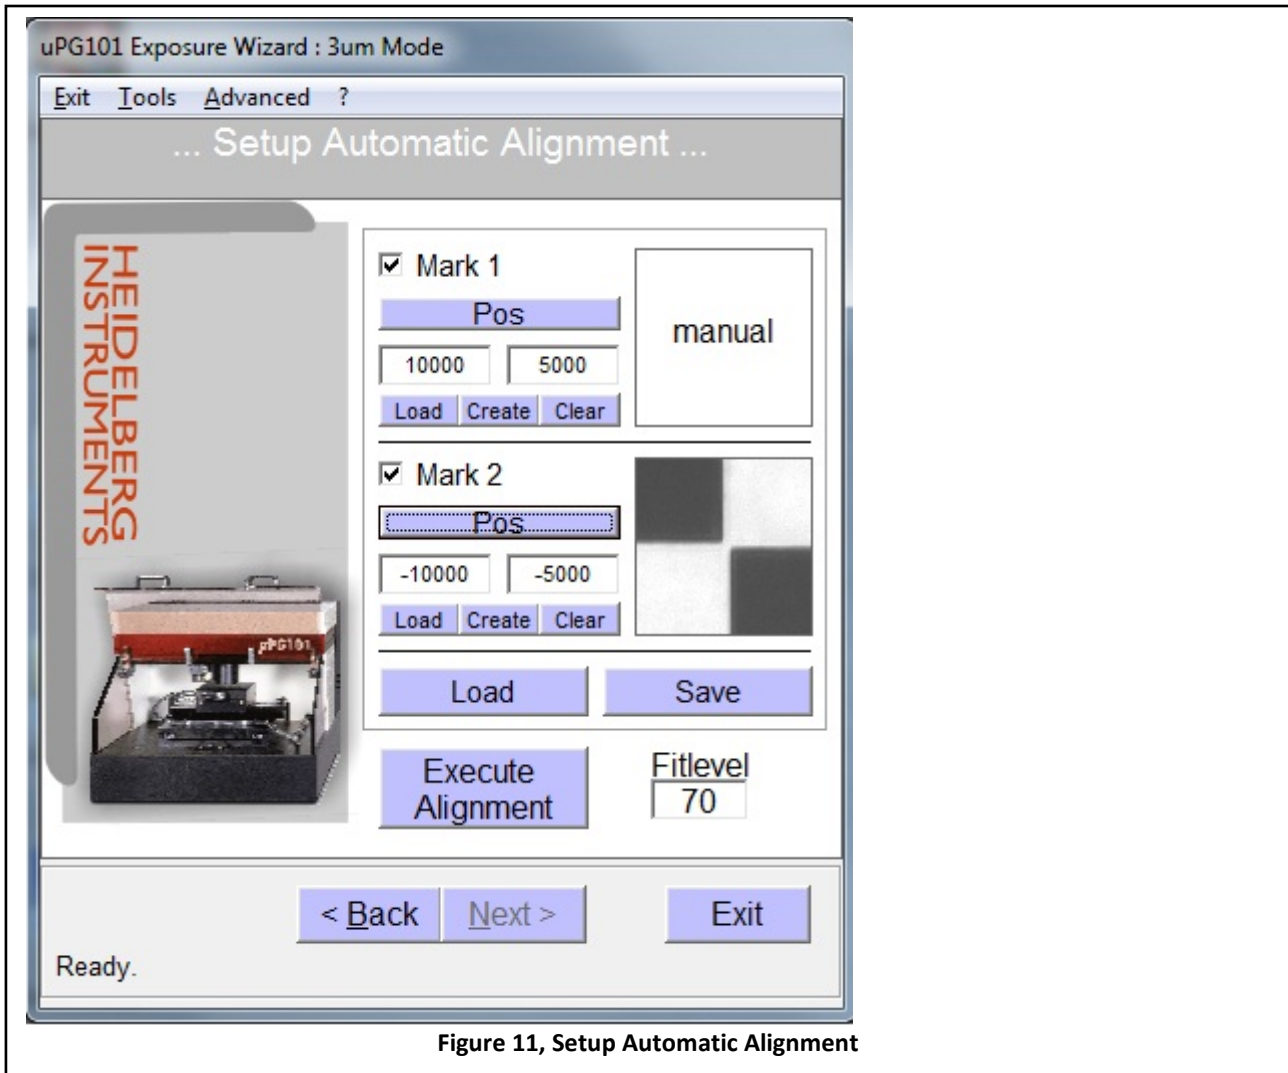 uPG101 Exposure Wizard : 3um Mode
Exit Tools Advanced ?
... Setup Automatic Alignment ...
HEIDELBERG
INSTRUMENTS
µPG101
Mark 1
Pos
10000 5000
Load Create Clear
manual
Mark 2
Pos
-10000 -5000
Load Create Clear
Load Save
Execute
Alignment
Fitlevel
70
< Back Next > Exit
Ready.
Figure 11, Setup Automatic Alignment